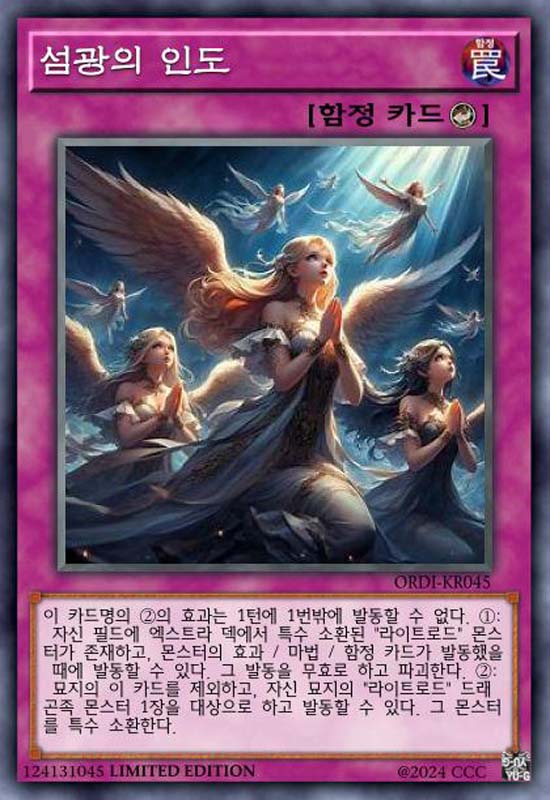 섬광의 인도
함정
罠
[함정 카드]
ORDI-KR045
이 카드명의 ②의 효과는 1턴에 1번밖에 발동할 수 없다. ①:
자신 필드에 엑스트라 덱에서 특수 소환된 "라이트로드" 몬스
터가 존재하고, 몬스터의 효과 / 마법 / 함정 카드가 발동했을
때에 발동할 수 있다. 그 발동을 무효로 하고 파괴한다. ②:
묘지의 이 카드를 제외하고, 자신 묘지의 "라이트로드" 드래
곤족 몬스터 1장을 대상으로 하고 발동할 수 있다. 그 몬스터
를 특수 소환한다.
124131045 LIMITED EDITION
@2024 CCC